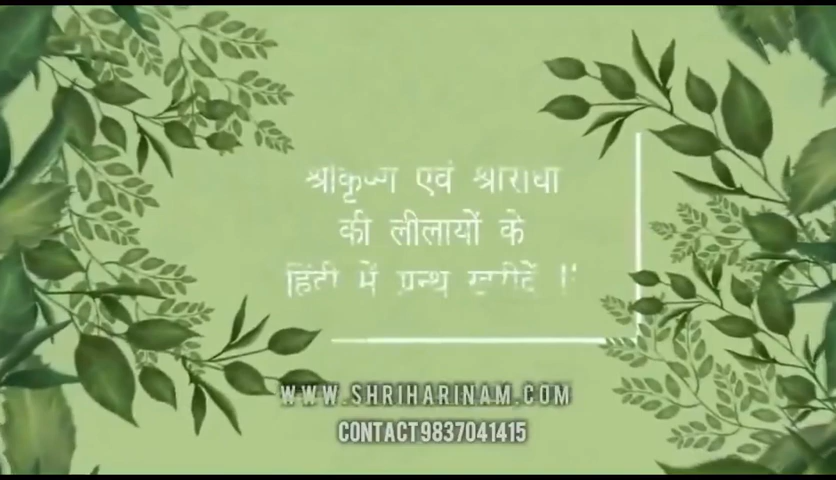 श्रीकृष्ण एवं श्रीराधा
की लीलायों के
हिंदी में ग्रन्थ खरीदें ।।
WWW.SHRIHARINAM.COM
CONTACT 9837041415